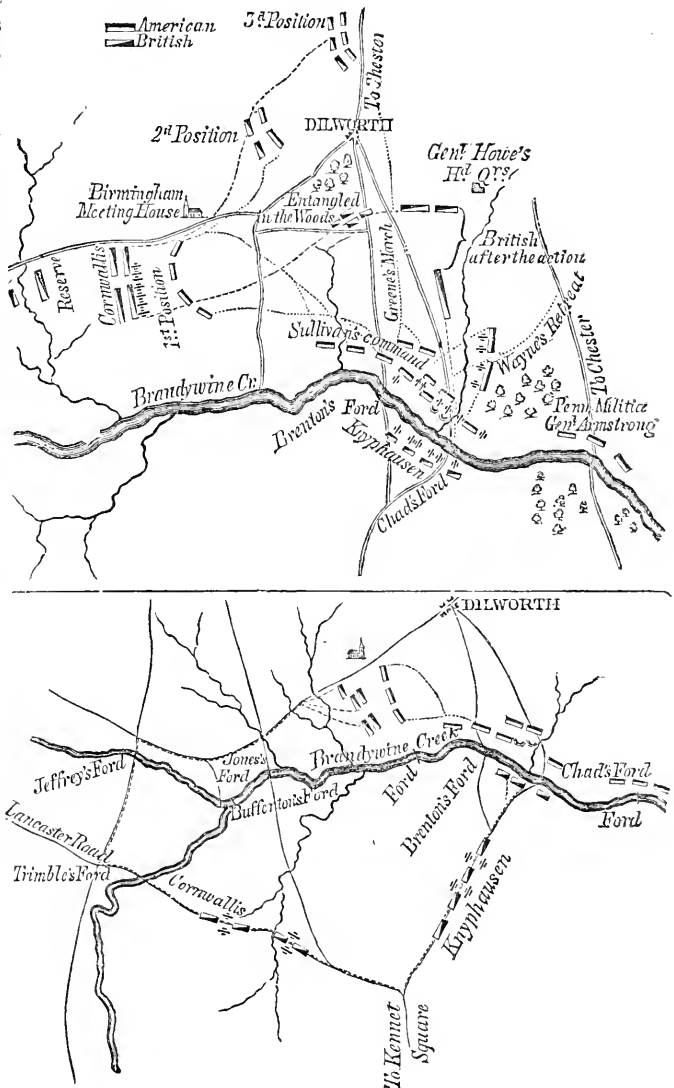 American
British
3d. Position
To Chester
2d Position
DILWORTH
Genl. Howe's
Hd. Qrs.
Birmingham
Meeting House
Entangled
in the Woods
British
after the action
Reserve
Cornwallis
1st Position
Greene's March
Sullivan's command
Wayne's Retreat
To Chester
Brandywine Cr.
Brenton's Ford
Knyphausen
Penn. Militia
Genl. Armstrong
Chad's Ford
DILWORTH
Jeffrey's Ford
Jones's
Ford
Brandywine Creek
Bufferton's Ford
Ford
Brenton's Ford
Chad's Ford
Ford
Lancaster Road
Trimble's Ford
Cornwallis
Knyphausen
To Kennet
Square